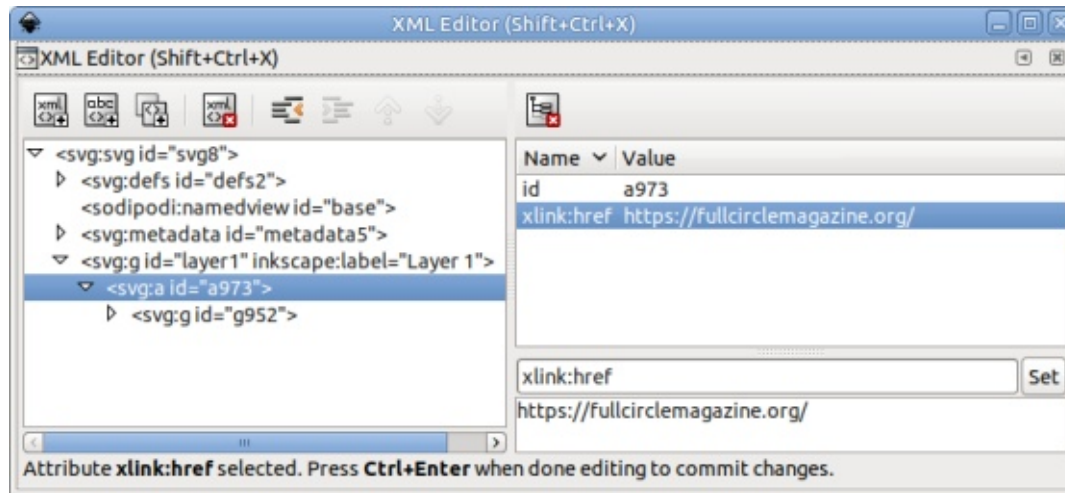 XML Editor (Shift+Ctrl+X)
XML Editor (Shift+Ctrl+X)
xml
abc
xml
<svg:svg id="svg8">
<svg:defs id="defs2">
<sodipodi:namedview id="base">
<svg:metadata id="metadata5">
<svg:g id="layer1" inkscape:label="Layer 1">
<svg:a id="a973">
<svg:g id="g952">
Name Value
id a973
xlink:href https://fullcirclemagazine.org/
xlink:href Set
https://fullcirclemagazine.org/
Attribute xlink:href selected. Press Ctrl+Enter when done editing to commit changes.